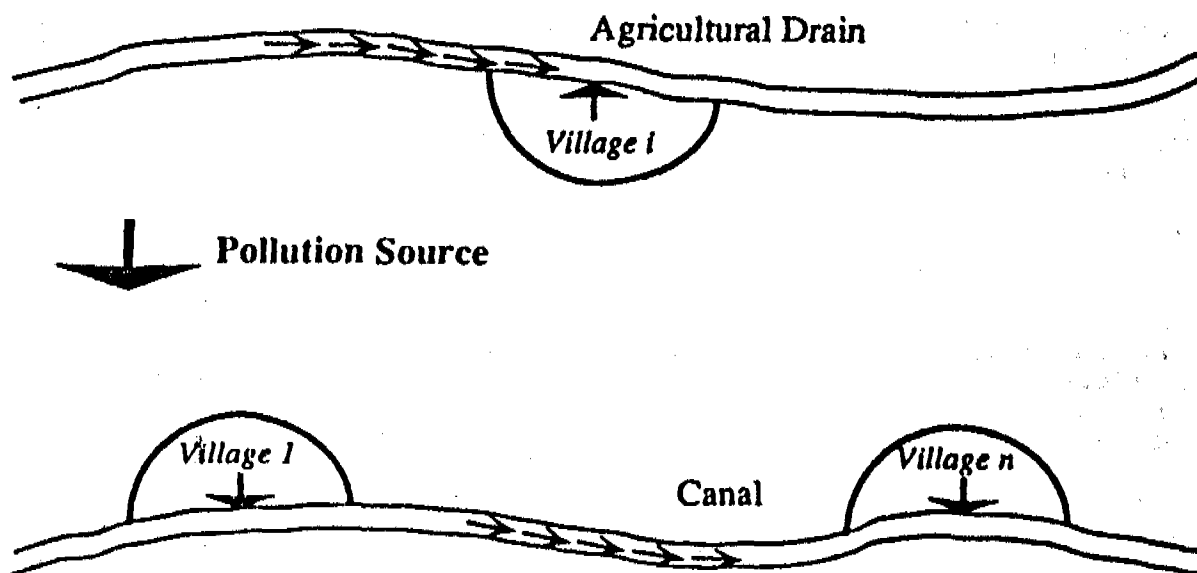 Agricultural Drain
Village i
Pollution Source
Village 1
Village n
Canal